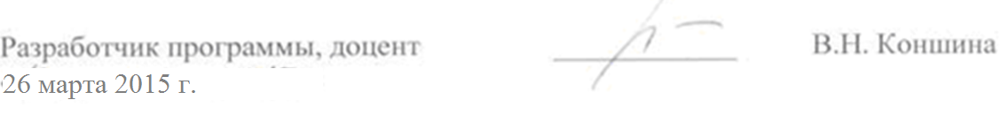 Разработчик программы, доцент В.Н. Коншина
26 марта 2015 г.